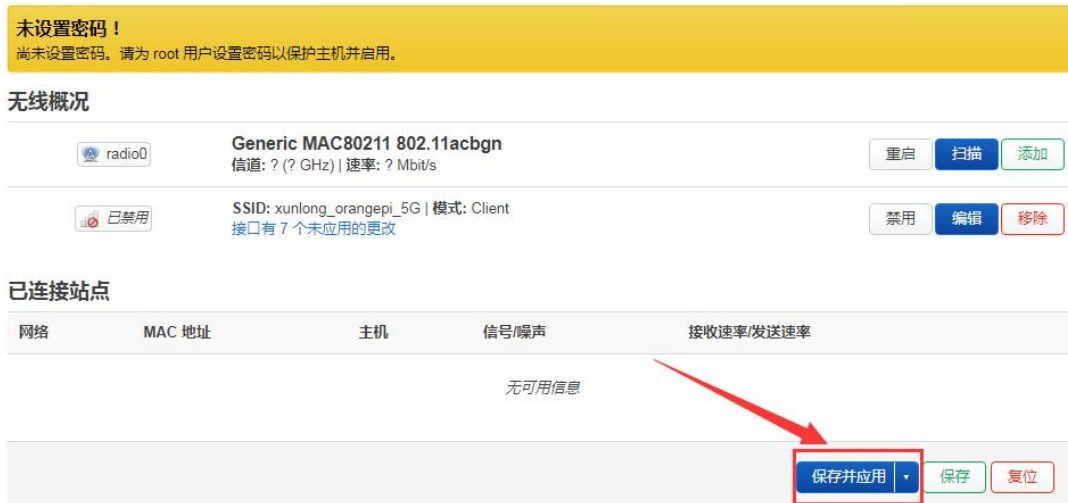 未设置密码！
尚未设置密码。请为 root 用户设置密码以保护主机并启用。
无线概况
radio0
Generic MAC80211 802.11acbgn
信道: ? (? GHz) | 速率: ? Mbit/s
重启 扫描 添加
已禁用
SSID: xunlong_orangepi_5G | 模式: Client
接口有 7 个未应用的更改
禁用 编辑 移除
已连接站点
网络 MAC 地址 主机 信号/噪声 接收速率/发送速率
无可用信息
保存并应用 保存 复位